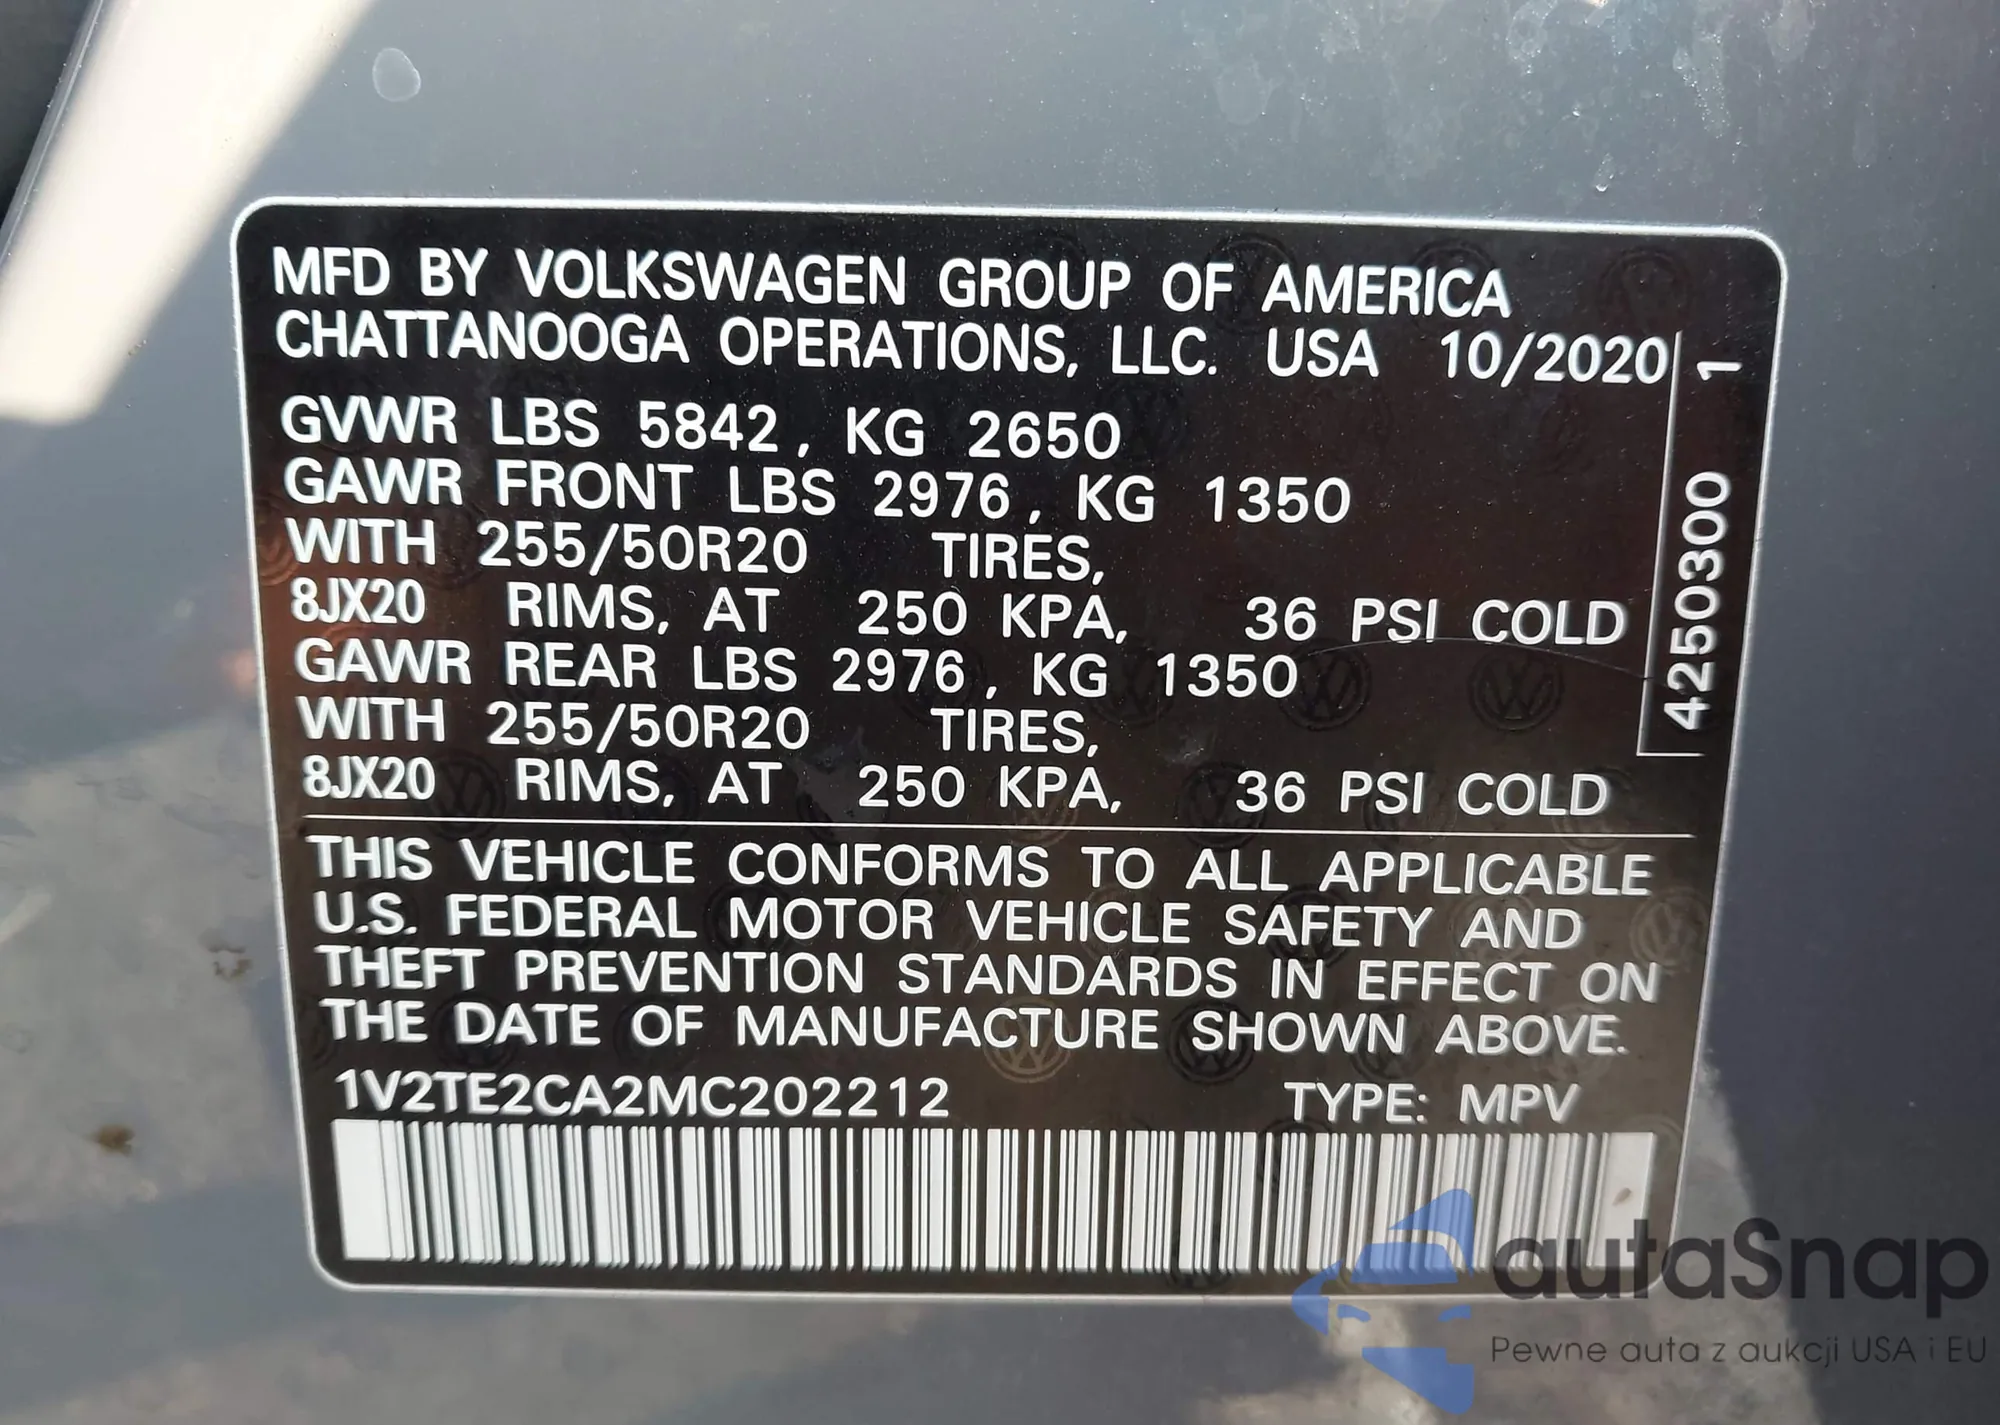 MFD BY VOLKSWAGEN GROUP OF AMERICA
CHATTANOOGA OPERATIONS, LLC. USA 10/2020
GVWR LBS 5842, KG 2650
GAWR FRONT LBS 2976, KG 1350
WITH 255/50R20 TIRES,
8JX20 RIMS, AT 250 KPA, 36 PSI COLD
GAWR REAR LBS 2976, KG 1350
WITH 255/50R20 TIRES,
8JX20 RIMS, AT 250 KPA, 36 PSI COLD
4250300 1
THIS VEHICLE CONFORMS TO ALL APPLICABLE
U.S. FEDERAL MOTOR VEHICLE SAFETY AND
THEFT PREVENTION STANDARDS IN EFFECT ON
THE DATE OF MANUFACTURE SHOWN ABOVE.
1V2TE2CA2MC202212 TYPE: MPV
autaSnap
Pewne auta z aukcji USA i EU